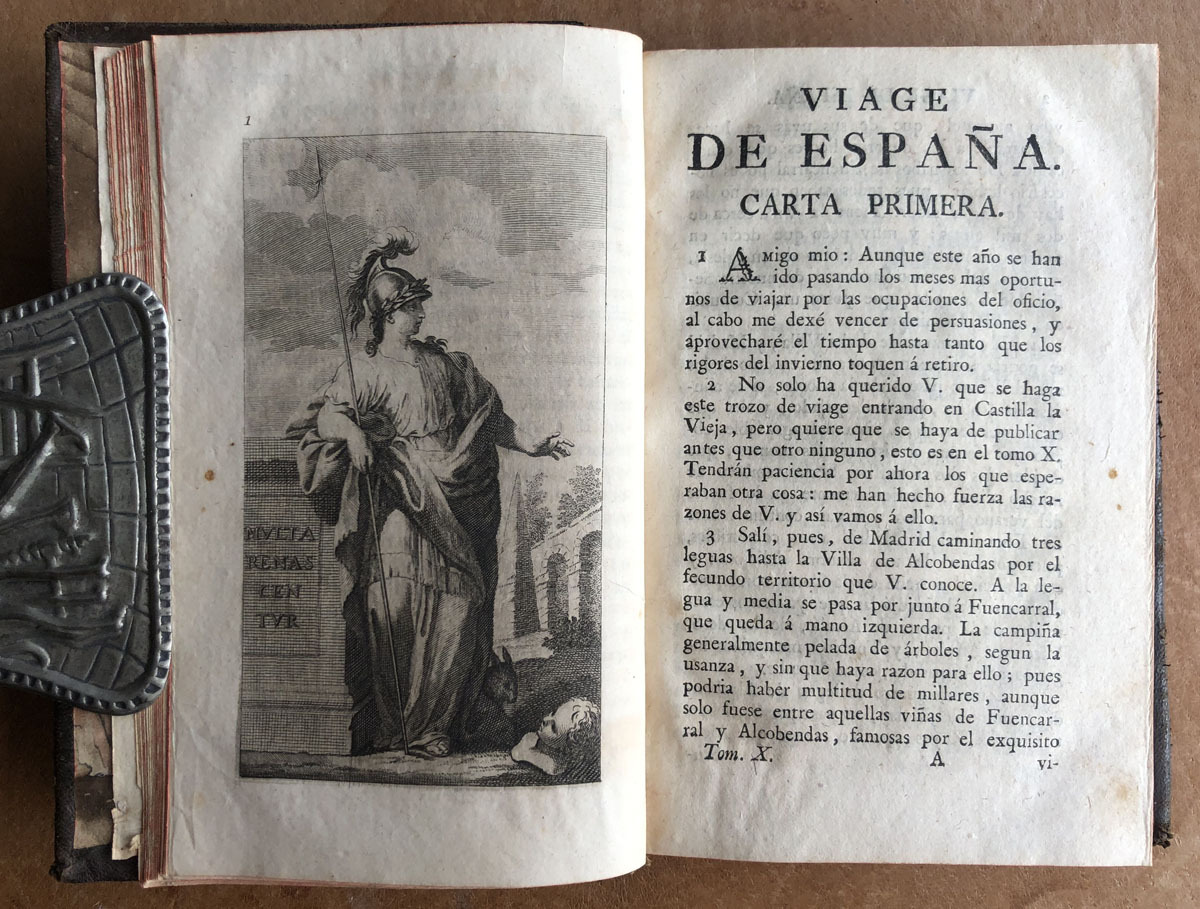 1
MVLTA
RENAS
CEN
TVR
VIAGE
DE ESPAÑA.
CARTA PRIMERA.
1 AMIGO MIO: Aunque este año se han
ido pasando los meses mas oportu-
nos de viajar por las ocupaciones del oficio,
al cabo me dexé vencer de persuasiones, y
aprovecharé el tiempo hasta tanto que los
rigores del invierno toquen á retiro.
2 No solo ha querido V. que se haga
este trozo de viage entrando en Castilla la
Vieja, pero quiere que se haya de publicar
antes que otro ninguno, esto es en el tomo X.
Tendrán paciencia por ahora los que espe-
raban otra cosa: me han hecho fuerza las ra-
zones de V. y así vamos á ello.
3 Salí, pues, de Madrid caminando tres
leguas hasta la Villa de Alcobendas por el
fecundo territorio que V. conoce. A la le-
gua y media se pasa por junto á Fuencarral,
que queda á mano izquierda. La campiña
generalmente pelada de árboles, segun la
usanza, y sin que haya razon para ello; pues
podria haber multitud de millares, aunque
solo fuese entre aquellas viñas de Fuencar-
ral y Alcobendas, famosas por el exquisito
Tom. X. A vi-